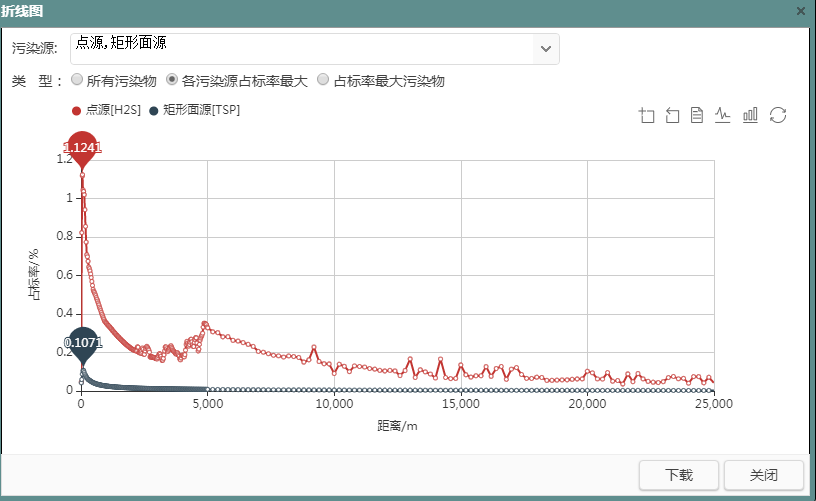 折线图
污染源: 点源,矩形面源
类 型: 所有污染物 各污染源占标率最大 占标率最大污染物
点源[H2S] 矩形面源[TSP]
1.1241
1.2
1
0.8
0.6
0.4
0.1071
0.2
0
占标率/%
0 5,000 10,000 15,000 20,000 25,000
距离/m
下载 关闭